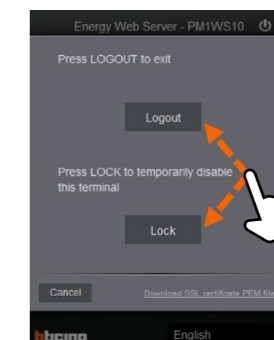 Energy Web Server - PM1WS10
Press LOGOUT to exit
Logout
Press LOCK to temporarily disable
this terminal
Lock
Cancel
Download SSL certificate PEM file
bticino
English